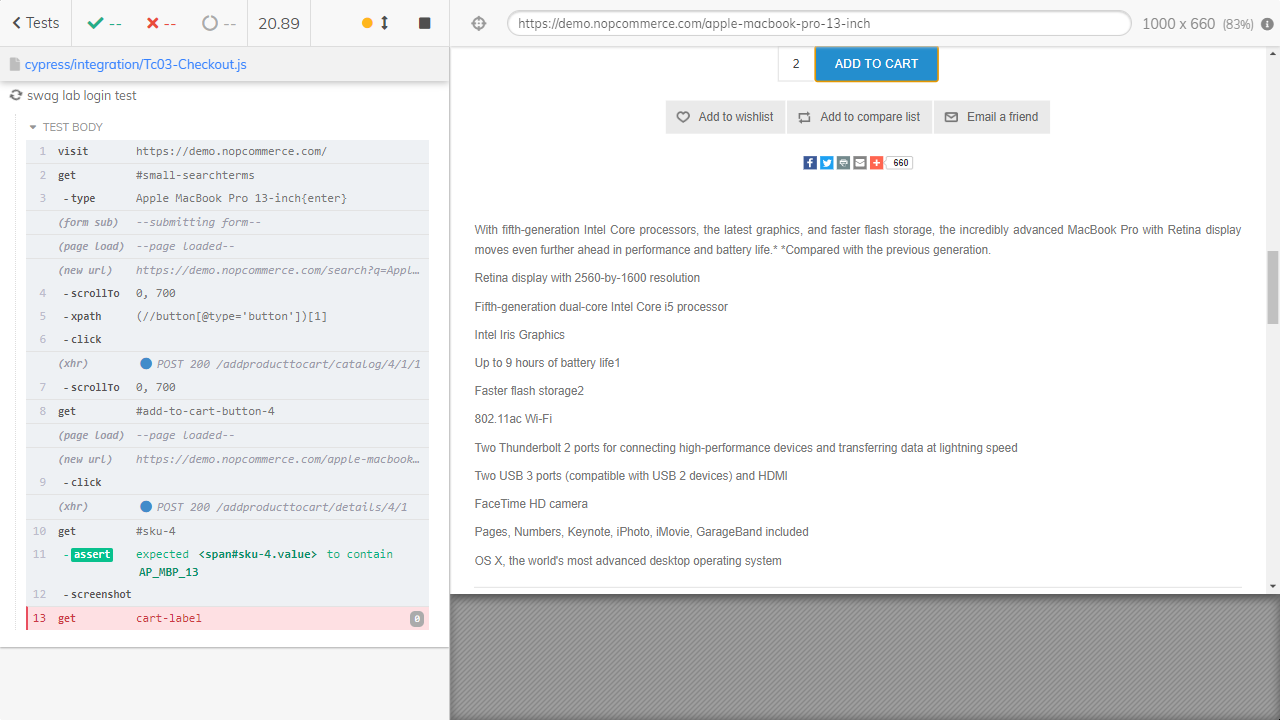 Tests
--
--
--
20.89
https://demo.nopcommerce.com/apple-macbook-pro-13-inch
1000 x 660 (83%)
cypress/integration/Tc03-Checkout.js
swag lab login test
TEST BODY
1 visit https://demo.nopcommerce.com/
2 get #small-searchterms
3 - type Apple MacBook Pro 13-inch{enter}
(form sub) --submitting form--
(page load) --page loaded--
(new url) https://demo.nopcommerce.com/search?q=Appl…
4 - scrollTo 0, 700
5 - xpath (//button[@type='button'])[1]
6 - click
(xhr) POST 200 /addproducttocart/catalog/4/1/1
7 - scrollTo 0, 700
8 get #add-to-cart-button-4
(page load) --page loaded--
(new url) https://demo.nopcommerce.com/apple-macbook…
9 - click
(xhr) POST 200 /addproducttocart/details/4/1
10 get #sku-4
11 - assert expected <span#sku-4.value> to contain
AP_MBP_13
12 - screenshot
13 get cart-label 0
2 ADD TO CART
Add to wishlist Add to compare list Email a friend
660
With fifth-generation Intel Core processors, the latest graphics, and faster flash storage, the incredibly advanced MacBook Pro with Retina display
moves even further ahead in performance and battery life.* *Compared with the previous generation.
Retina display with 2560-by-1600 resolution
Fifth-generation dual-core Intel Core i5 processor
Intel Iris Graphics
Up to 9 hours of battery life1
Faster flash storage2
802.11ac Wi-Fi
Two Thunderbolt 2 ports for connecting high-performance devices and transferring data at lightning speed
Two USB 3 ports (compatible with USB 2 devices) and HDMI
FaceTime HD camera
Pages, Numbers, Keynote, iPhoto, iMovie, GarageBand included
OS X, the world's most advanced desktop operating system